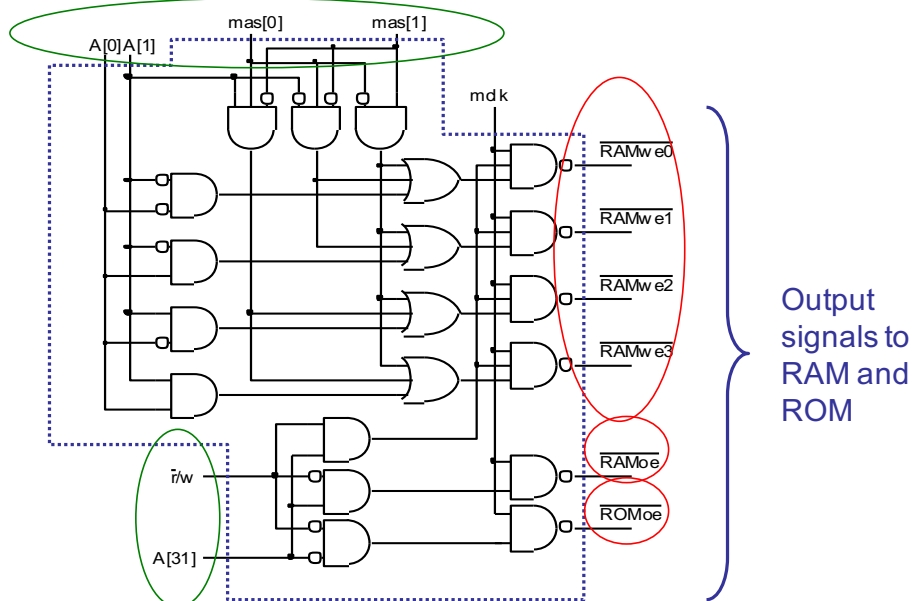 mas[0] mas[1]
A[0] A[1]
mdk
RAMwe0
RAMwe1
RAMwe2
RAMwe3
Output
signals to
RAM and
ROM
RAMoe
r/w
ROMoe
A[31]